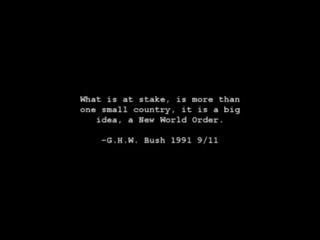 What is at stake, is more than
one small country, it is a big
idea, a New World Order.
-G.H.W. Bush 1991 9/11